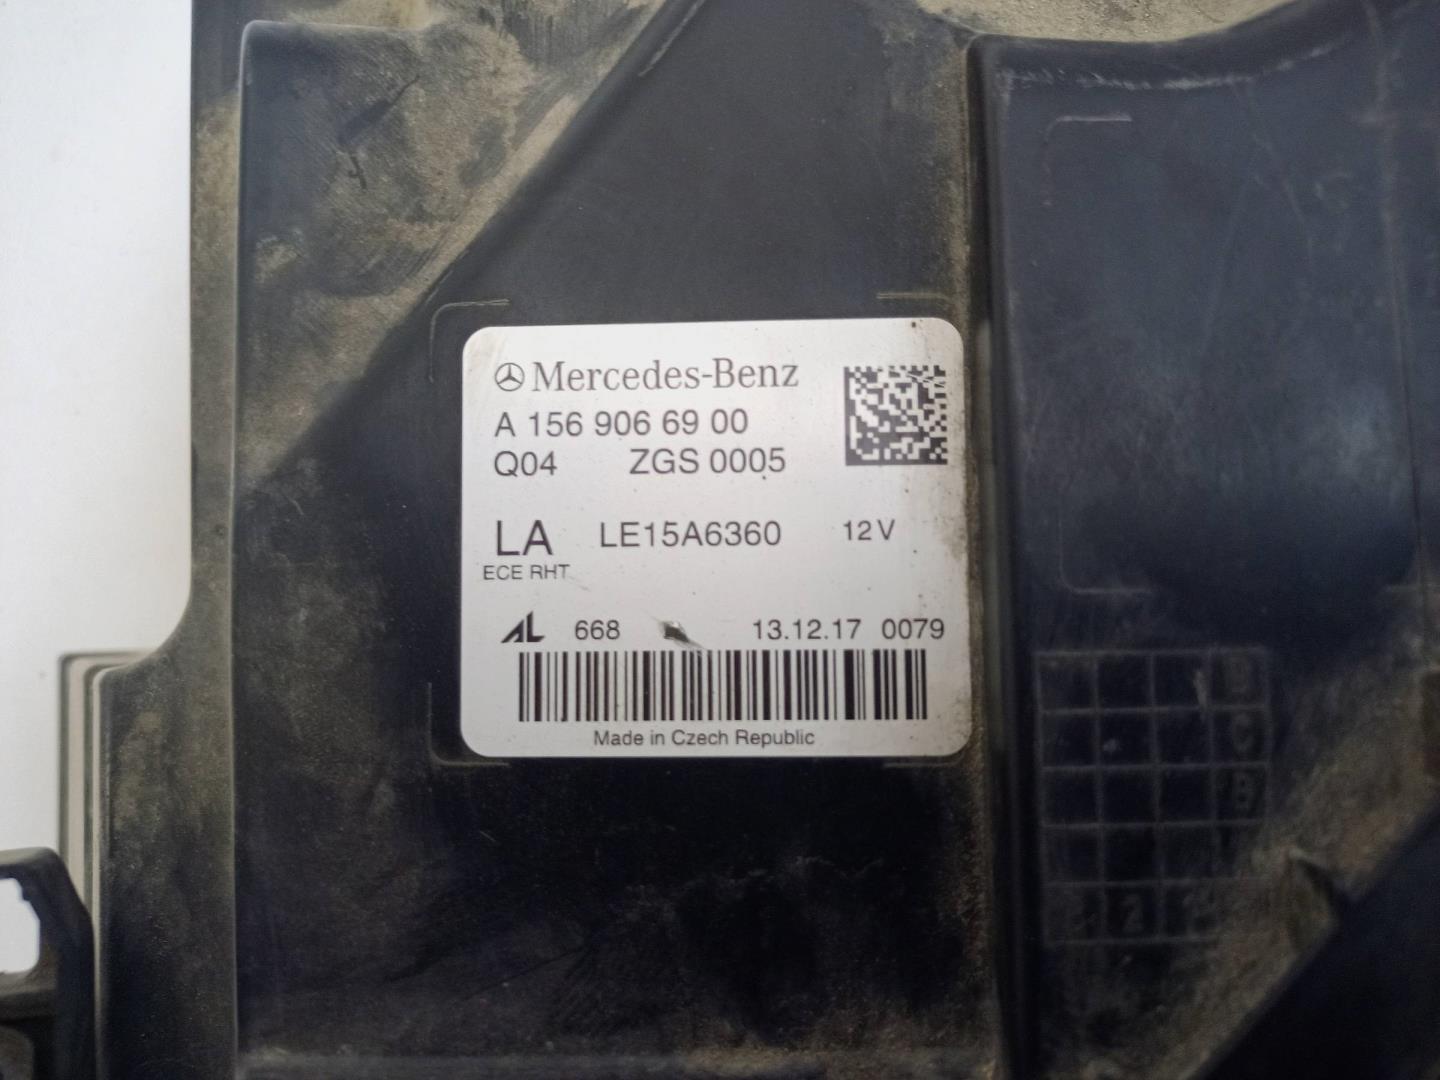 Mercedes-Benz
A 156 906 69 00
Q04 ZGS 0005
LA LE15A6360 12V
ECE RHT
AL 668 13.12.17 0079
Made in Czech Republic